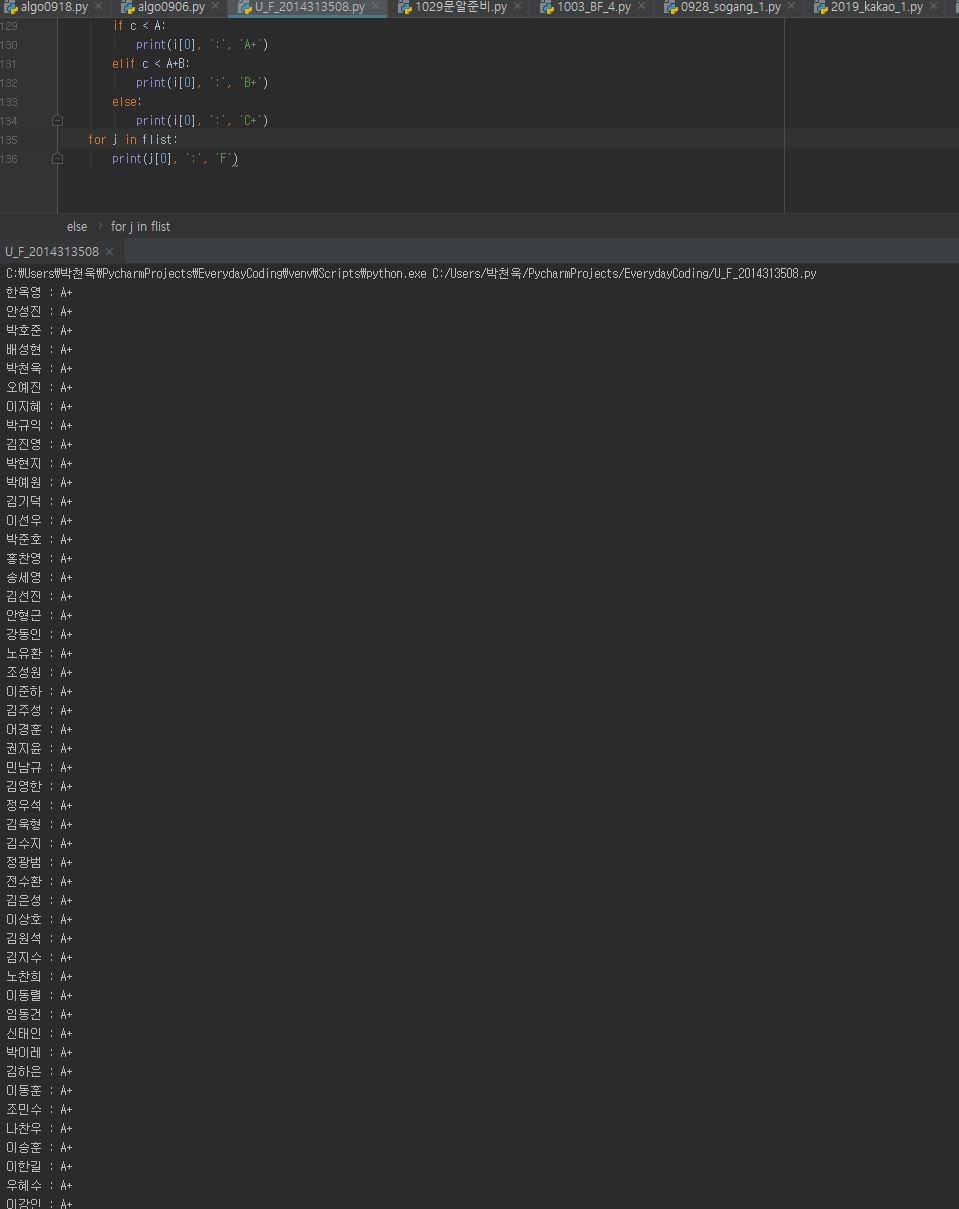 algo0918.py algo0906.py U_F_2014313508.py 1029문알준비.py 1003_BF_4.py 0928_sogang_1.py 2019_kakao_1.py
129 if c < A:
130 print(i[0], ':', 'A+')
131 elif c < A+B:
132 print(i[0], ':', 'B+')
133 else:
134 print(i[0], ':', 'C+')
135 for j in flist:
136 print(j[0], ':', 'F')
else › for j in flist
U_F_2014313508
C:₩Users₩박천욱₩PycharmProjects₩EverydayCoding₩venv₩Scripts₩python.exe C:/Users/박천욱/PycharmProjects/EverydayCoding/U_F_2014313508.py
한옥영 : A+
안성진 : A+
박호준 : A+
배성현 : A+
박천욱 : A+
오예진 : A+
이지혜 : A+
박규익 : A+
김진영 : A+
박현지 : A+
박예원 : A+
김기덕 : A+
이선우 : A+
박준호 : A+
홍찬영 : A+
송세영 : A+
김선진 : A+
안형근 : A+
강동인 : A+
노유환 : A+
조성원 : A+
이준하 : A+
김주성 : A+
어경훈 : A+
권지윤 : A+
민남규 : A+
김영한 : A+
정우석 : A+
김욱형 : A+
김수지 : A+
정광범 : A+
전수환 : A+
김은성 : A+
이상호 : A+
김원석 : A+
김지수 : A+
노찬희 : A+
이동렬 : A+
임동건 : A+
신태인 : A+
박이레 : A+
김하은 : A+
이동훈 : A+
조민수 : A+
나찬우 : A+
이승훈 : A+
이한길 : A+
우혜수 : A+
이강인 : A+